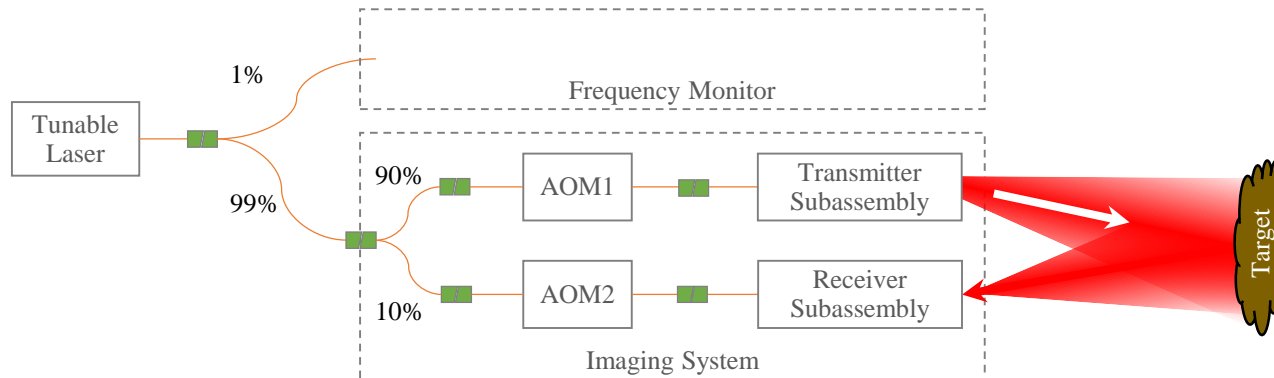 1%
Frequency Monitor
Tunable
Laser
99%
90%
AOM1
Transmitter
Subassembly
Target
10%
AOM2
Receiver
Subassembly
Imaging System